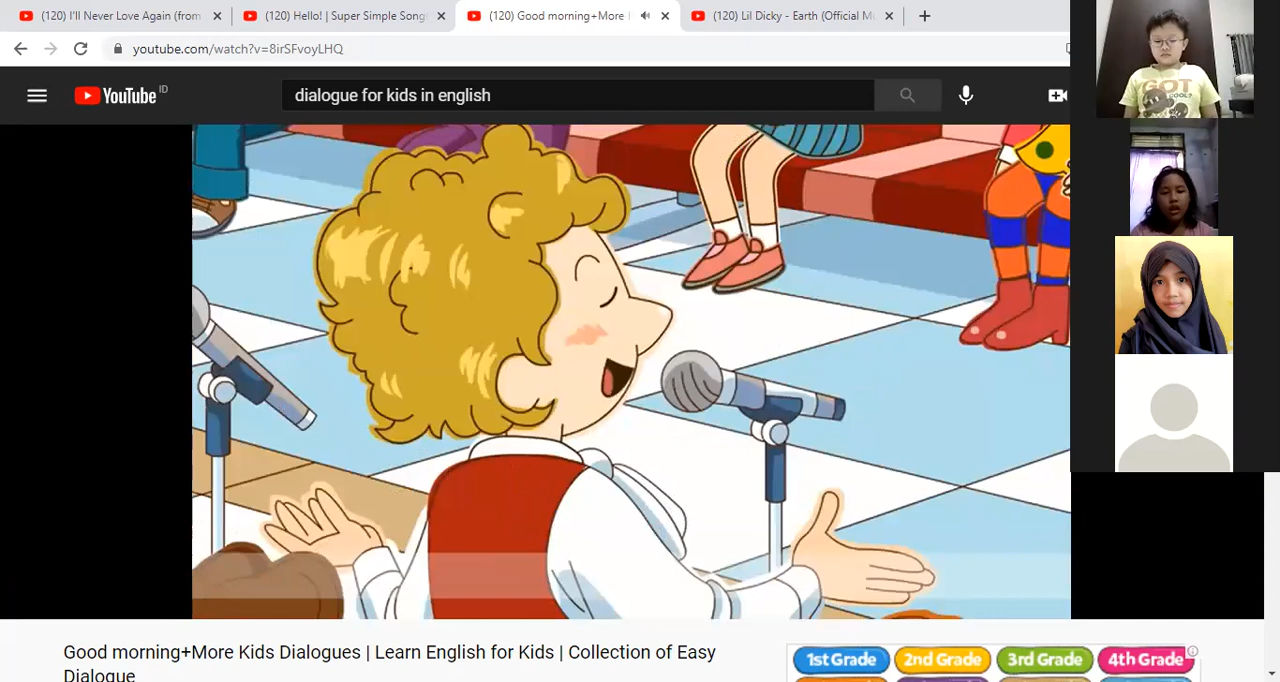 (120) I'll Never Love Again (from
(120) Hello! | Super Simple Song
(120) Good morning+More
(120) Lil Dicky - Earth (Official Mu
youtube.com/watch?v=8irSFvoyLHQ
YouTube ID
dialogue for kids in english
GOT
COOL?
Good morning+More Kids Dialogues | Learn English for Kids | Collection of Easy
Dialogue
1st Grade 2nd Grade 3rd Grade 4th Grade